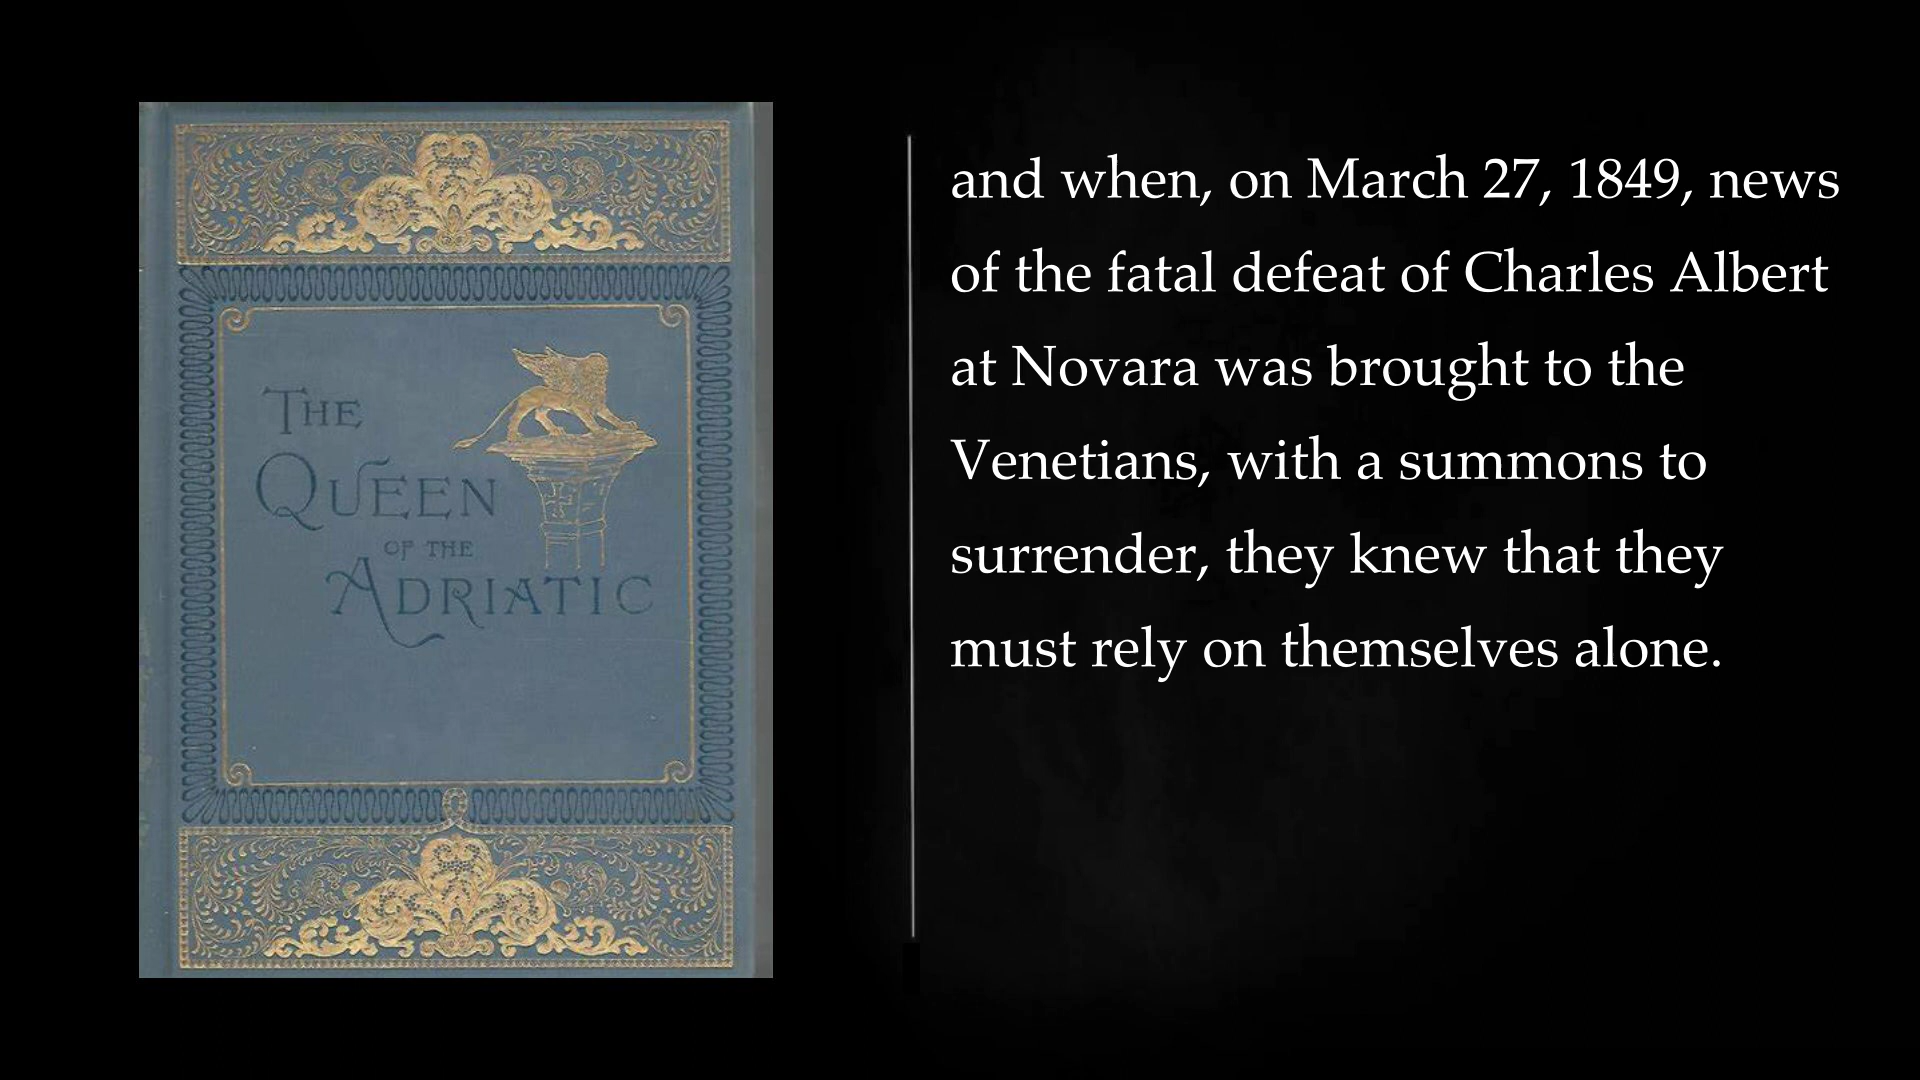 THE
QUEEN
OF THE
ADRIATIC
and when, on March 27, 1849, news
of the fatal defeat of Charles Albert
at Novara was brought to the
Venetians, with a summons to
surrender, they knew that they
must rely on themselves alone.